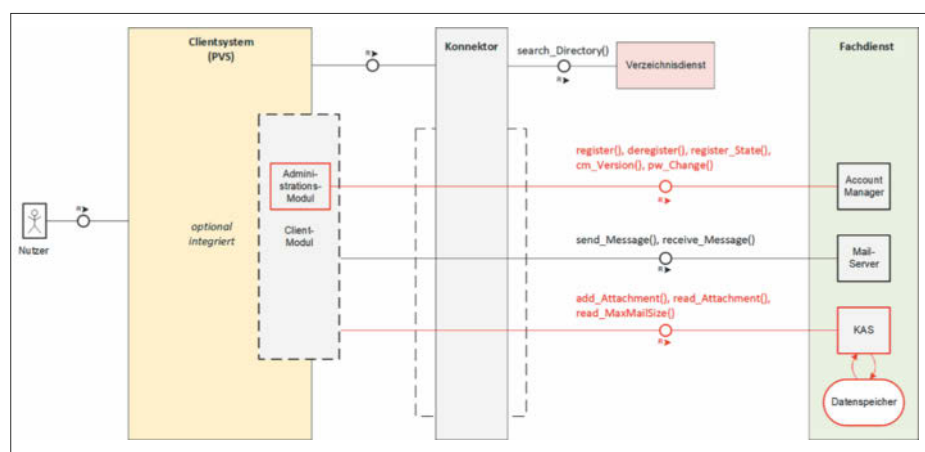 Clientsystem
(PVS)
Konnektor
Fachdienst
R
search_Directory()
R
Verzeichnisdienst
register(), deregister(), register_State(),
cm_Version(), pw_Change()
R
Admini-
strations-
Modul
Account
Manager
R
Nutzer
optional
integriert
Client-
Modul
send_Message(), receive_Message()
R
Mail-
Server
add_Attachment(), read_Attachment(),
read_MaxMailSize()
R
KAS
Datenspeicher